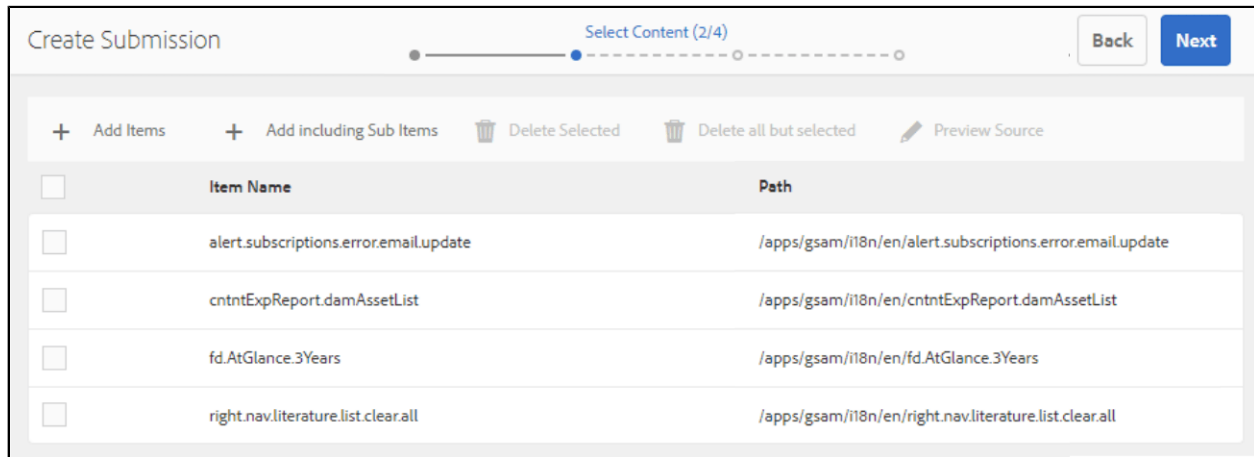 Create Submission
Select Content (2/4)
Back
Next
Add Items
Add including Sub Items
Delete Selected
Delete all but selected
Preview Source
Item Name Path
alert.subscriptions.error.email.update /apps/gsam/i18n/en/alert.subscriptions.error.email.update
cntntExpReport.damAssetList /apps/gsam/i18n/en/cntntExpReport.damAssetList
fd.AtGlance.3Years /apps/gsam/i18n/en/fd.AtGlance.3Years
right.nav.literature.list.clear.all /apps/gsam/i18n/en/right.nav.literature.list.clear.all